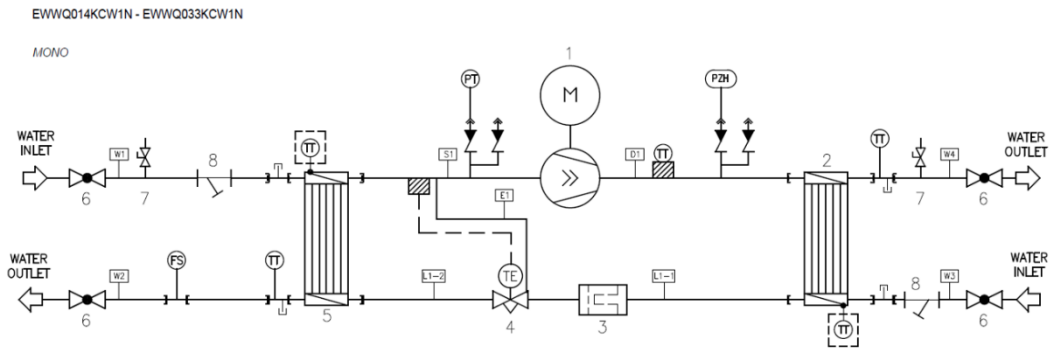 EWWQ014KCW1N - EWWQ033KCW1N
MONO
1
M
PT
PZH
WATER
INLET
W1
8
TT
S1
D1
TT
2
TT
W4
WATER
OUTLET
6
7
7
6
E1
WATER
OUTLET
W2
FS
TT
L1-2
TE
L1-1
8
W3
WATER
INLET
6
5
4
3
TT
6